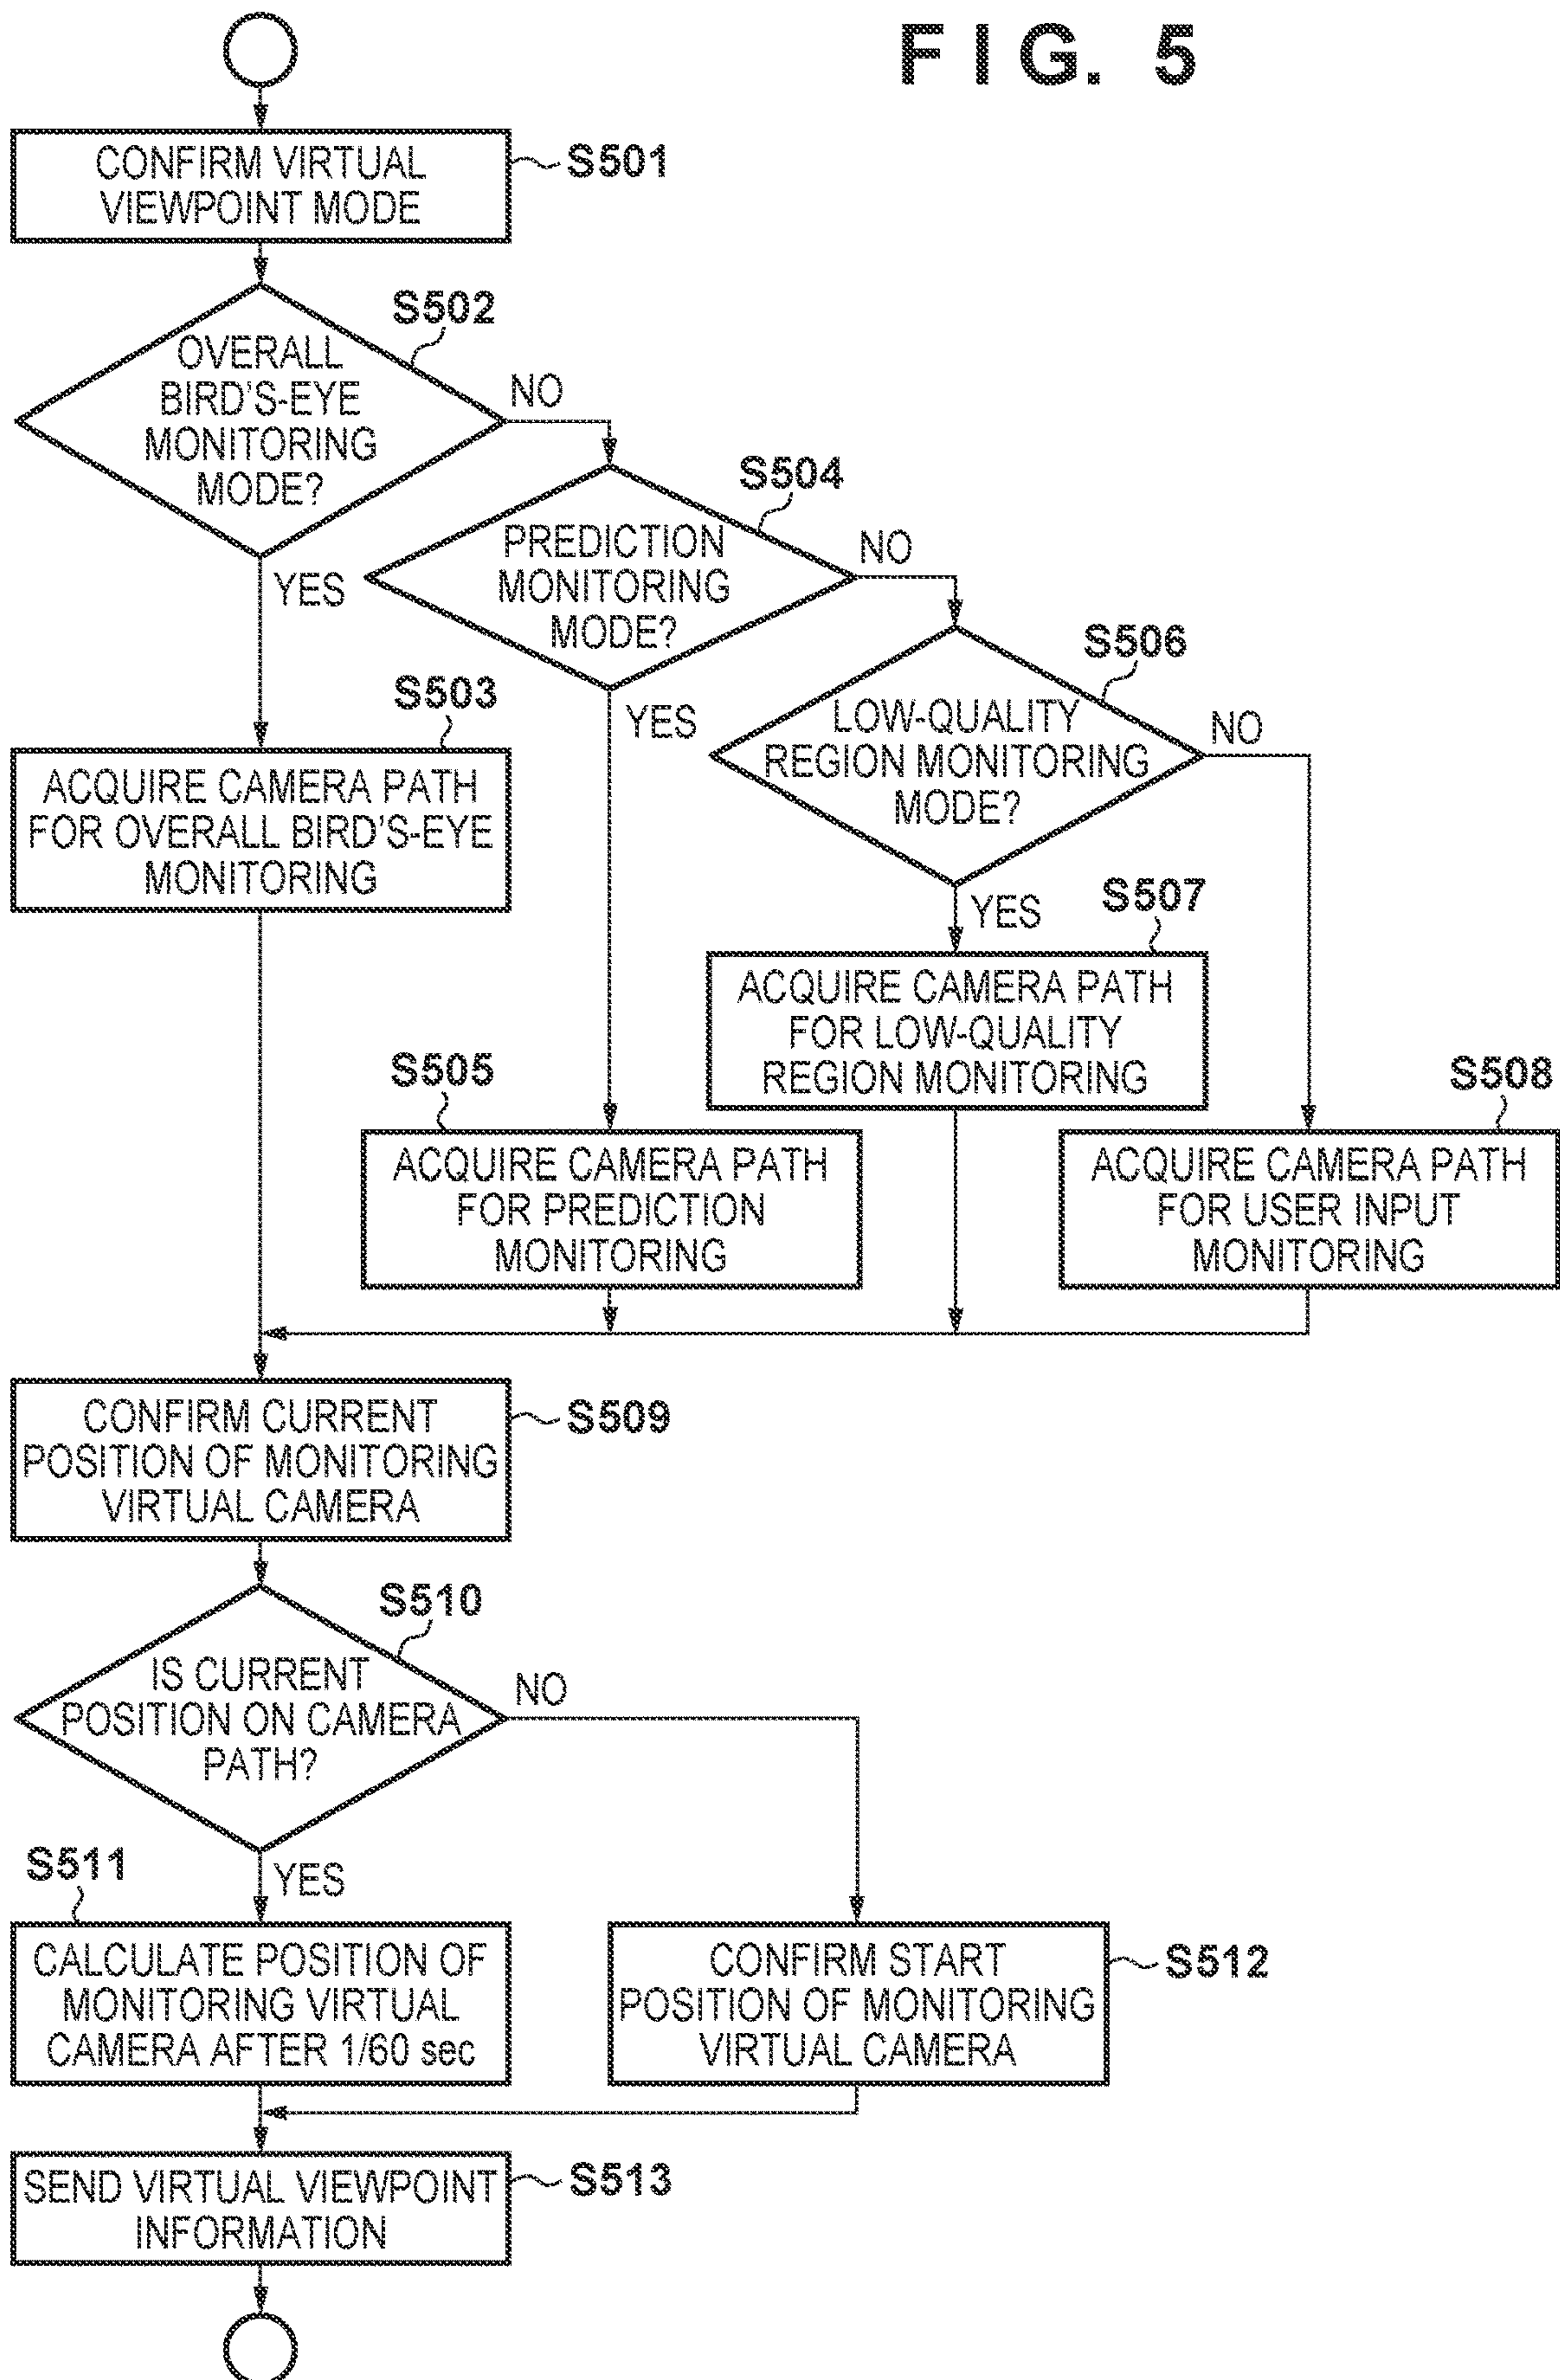 FIG. 5
CONFIRM VIRTUAL
VIEWPOINT MODE
S501
S502
OVERALL
BIRD'S-EYE
MONITORING
MODE?
NO
YES
S504
PREDICTION
MONITORING
MODE?
NO
YES
S506
LOW-QUALITY
REGION MONITORING
MODE?
NO
YES
S503
ACQUIRE CAMERA PATH
FOR OVERALL BIRD'S-EYE
MONITORING
S507
ACQUIRE CAMERA PATH
FOR LOW-QUALITY
REGION MONITORING
S505
ACQUIRE CAMERA PATH
FOR PREDICTION
MONITORING
S508
ACQUIRE CAMERA PATH
FOR USER INPUT
MONITORING
CONFIRM CURRENT
POSITION OF MONITORING
VIRTUAL CAMERA
S509
S510
IS CURRENT
POSITION ON CAMERA
PATH?
NO
YES
S511
CALCULATE POSITION OF
MONITORING VIRTUAL
CAMERA AFTER 1/60 sec
CONFIRM START
POSITION OF MONITORING
VIRTUAL CAMERA
S512
SEND VIRTUAL VIEWPOINT
INFORMATION
S513